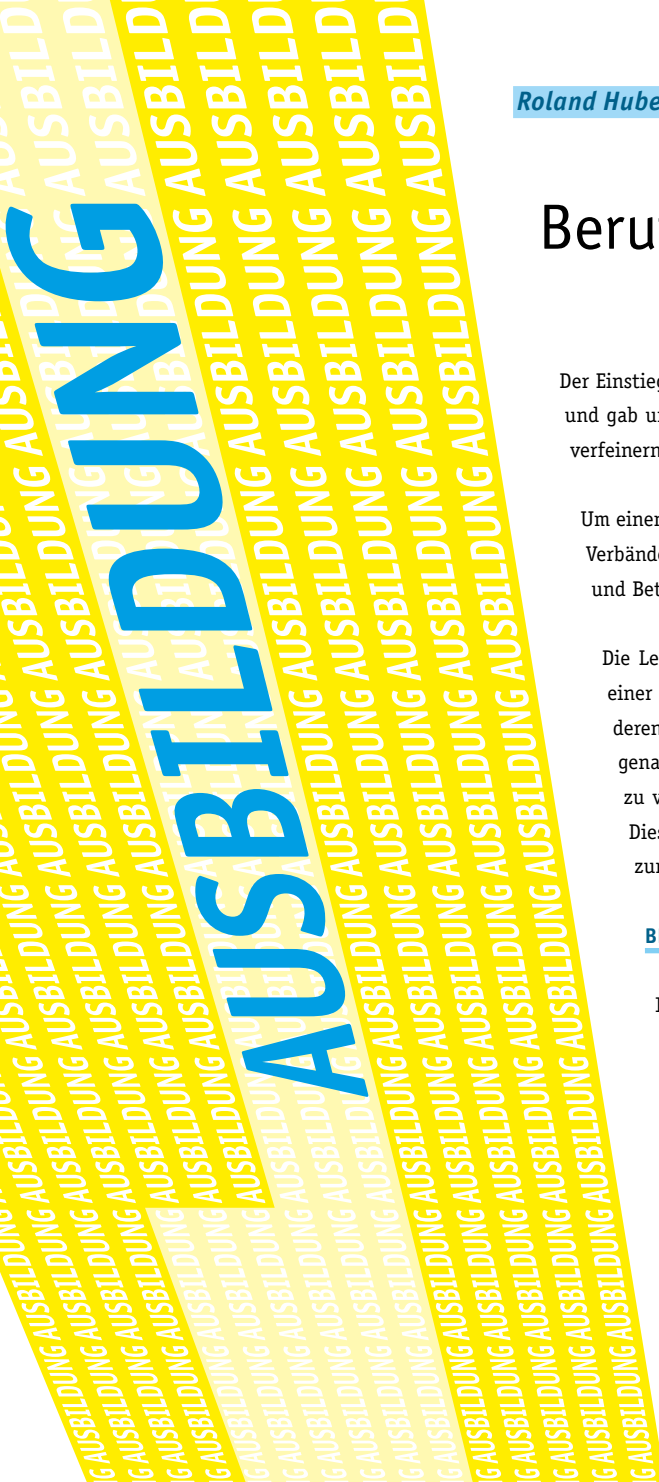 AUSBILDUNG
Roland Hube
Beru
Der Einstieg
und gab u
verfeinern
Um einer
Verbände
und Bet
Die Le
einer
deren
gena
zu v
Dies
zur
B